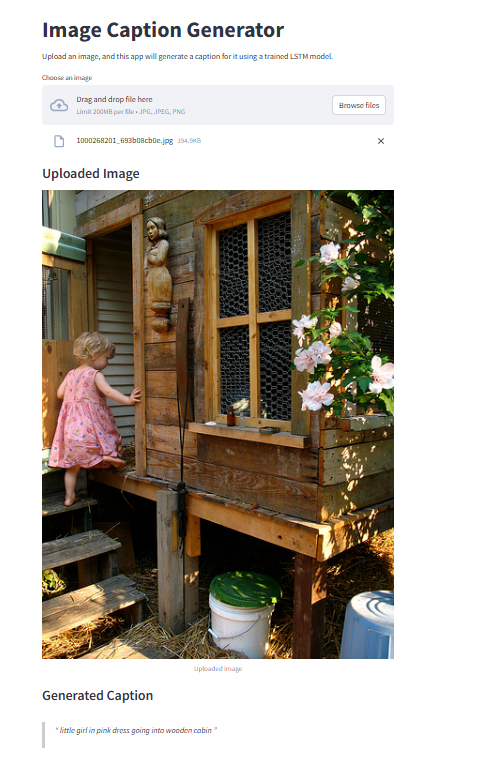 Image Caption Generator
Upload an image, and this app will generate a caption for it using a trained LSTM model.
Choose an image
Drag and drop file here
Limit 200MB per file • JPG, JPEG, PNG
Browse files
1000268201_693b08cb0e.jpg 194.9KB
Uploaded Image
Uploaded Image
Generated Caption
" little girl in pink dress going into wooden cabin "